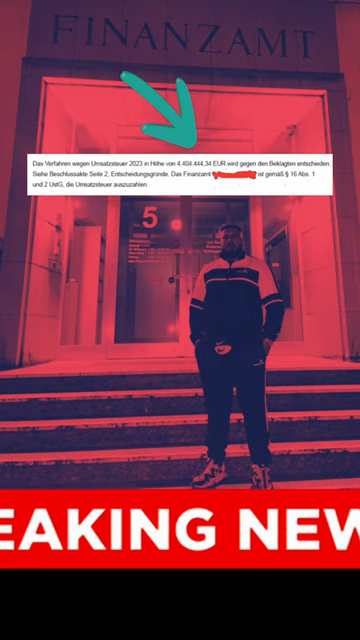 FINANZAMT
Das Verfahren wegen Umsatzsteuer 2023 in Höhe von 4.404.444,34 EUR wird gegen den Beklagten entschieden.
Siehe Beschlussakte Seite 2, Entscheidungsgründe. Das Finanzamt ist gemäß § 16 Abs. 1
und 2 UstG, die Umsatzsteuer auszuzahlen.
5
EAKING NEW